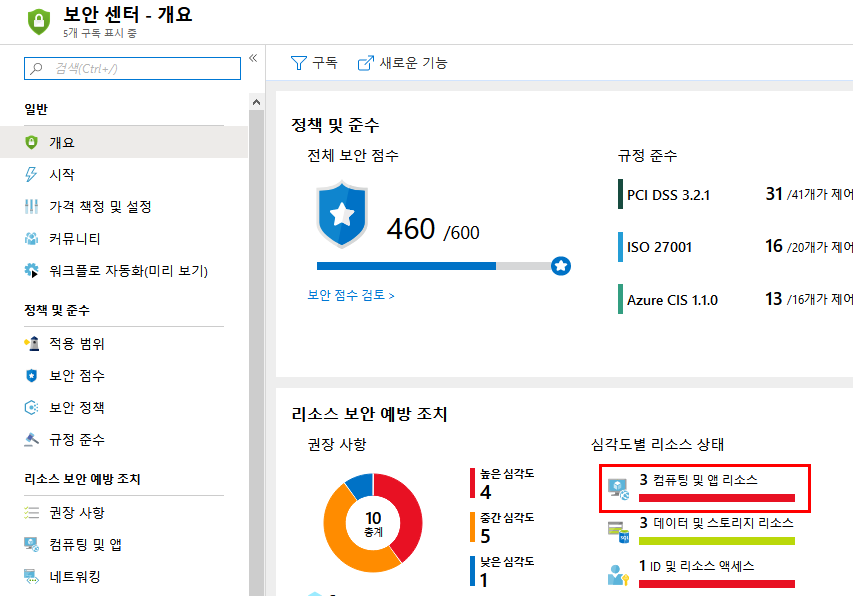 보안 센터 - 개요
5개 구독 표시 중
검색(Ctrl+/)
«
구독
새로운 기능
일반
개요
시작
가격 책정 및 설정
커뮤니티
워크플로 자동화(미리 보기)
정책 및 준수
적용 범위
보안 점수
보안 정책
규정 준수
리소스 보안 예방 조치
권장 사항
컴퓨팅 및 앱
네트워킹
정책 및 준수
전체 보안 점수
460 /600
보안 점수 검토 >
규정 준수
PCI DSS 3.2.1 31 /41개가 제어
ISO 27001 16 /20개가 제어
Azure CIS 1.1.0 13 /16개가 제어
리소스 보안 예방 조치
권장 사항
10
총계
높은 심각도
4
중간 심각도
5
낮은 심각도
1
심각도별 리소스 상태
3 컴퓨팅 및 앱 리소스
3 데이터 및 스토리지 리소스
SQL
1 ID 및 리소스 액세스